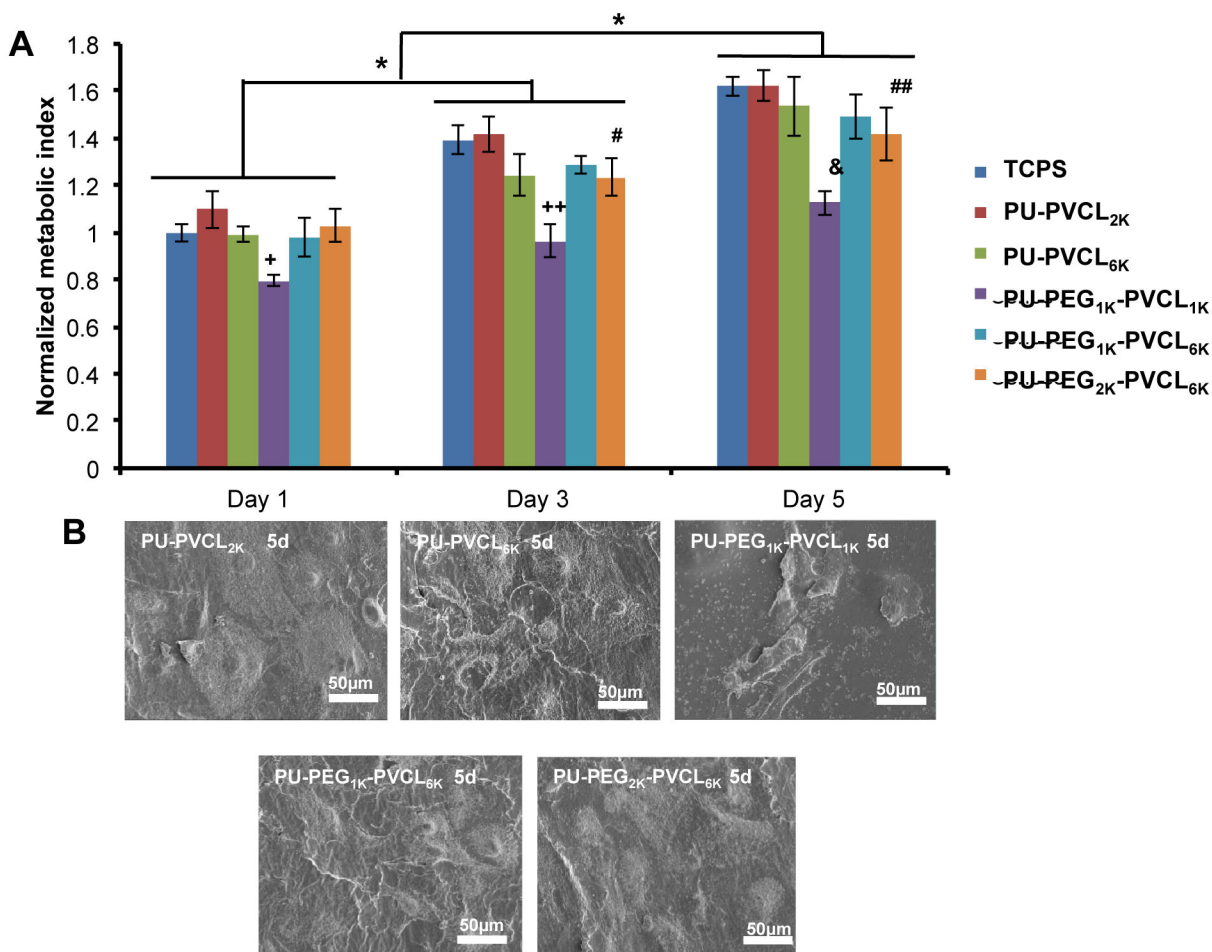 A
Normalized metabolic index
1.8
1.6
1.4
1.2
1
0.8
0.6
0.4
0.2
0
*
*
+
++
#
&
##
Day 1
Day 3
Day 5
TCPS
PU-PVCL2K
PU-PVCL6K
PU-PEG1K-PVCL1K
PU-PEG1K-PVCL6K
PU-PEG2K-PVCL6K
B
PU-PVCL2K 5d
50µm
PU-PVCL6K 5d
50µm
PU-PEG1K-PVCL1K 5d
50µm
PU-PEG1K-PVCL6K 5d
50µm
PU-PEG2K-PVCL6K 5d
50µm